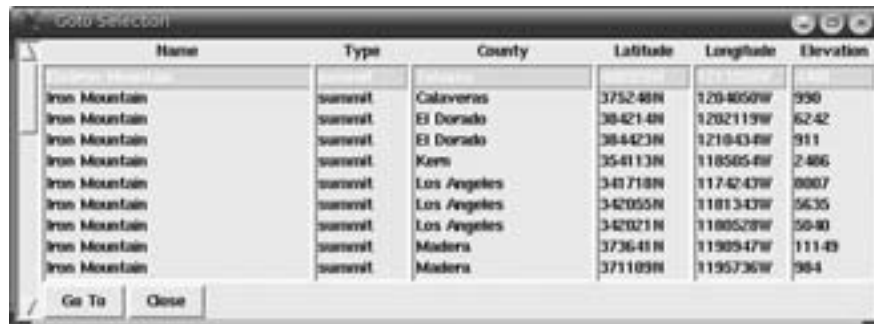 Goto Selection
Name Type County Latitude Longitude Elevation
Iron Mountain summit Calaveras 375248N 1204050W 990
Iron Mountain summit El Dorado 384214N 1202119W 6242
Iron Mountain summit El Dorado 384423N 1210434W 911
Iron Mountain summit Kern 354113N 1185054W 2486
Iron Mountain summit Los Angeles 341718N 1174243W 8007
Iron Mountain summit Los Angeles 342055N 1181343W 5635
Iron Mountain summit Los Angeles 342021N 1180528W 5040
Iron Mountain summit Madera 373641N 1190947W 11149
Iron Mountain summit Madera 371109N 1195736W 984
Go To Close